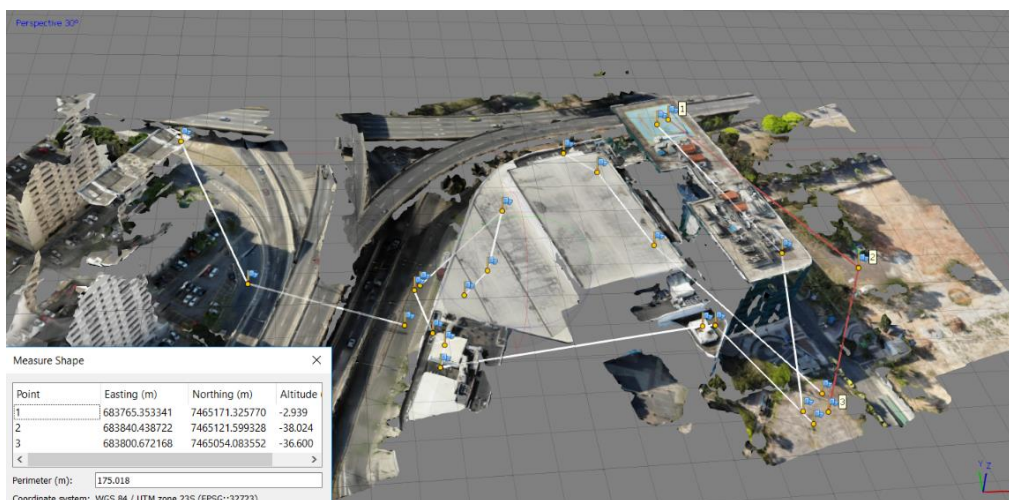 Perspective 30°
1
2
3
Measure Shape
Point Easting (m) Northing (m) Altitude
1 683765.353341 7465171.325770 -2.939
2 683840.438722 7465121.599328 -38.024
3 683800.672168 7465054.083552 -36.600
Perimeter (m): 175.018
Coordinate system: WGS 84 / UTM zone 23S (EPSG::32723)
Y Z